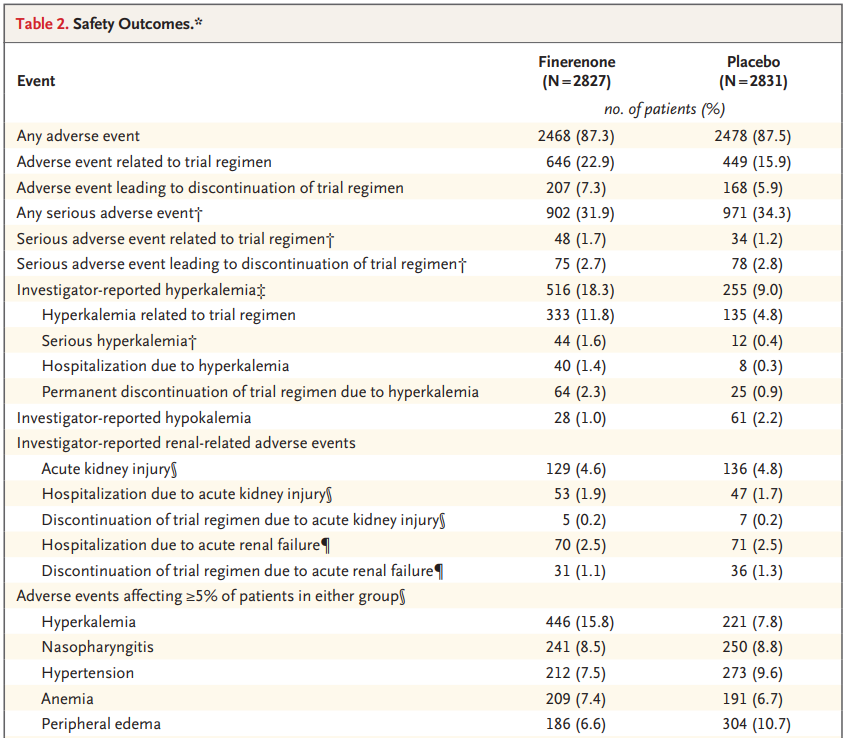 Table 2. Safety Outcomes.*
Event Finerenone (N=2827) Placebo (N=2831)
no. of patients (%)
Any adverse event 2468 (87.3) 2478 (87.5)
Adverse event related to trial regimen 646 (22.9) 449 (15.9)
Adverse event leading to discontinuation of trial regimen 207 (7.3) 168 (5.9)
Any serious adverse event† 902 (31.9) 971 (34.3)
Serious adverse event related to trial regimen† 48 (1.7) 34 (1.2)
Serious adverse event leading to discontinuation of trial regimen† 75 (2.7) 78 (2.8)
Investigator-reported hyperkalemia‡ 516 (18.3) 255 (9.0)
Hyperkalemia related to trial regimen 333 (11.8) 135 (4.8)
Serious hyperkalemia† 44 (1.6) 12 (0.4)
Hospitalization due to hyperkalemia 40 (1.4) 8 (0.3)
Permanent discontinuation of trial regimen due to hyperkalemia 64 (2.3) 25 (0.9)
Investigator-reported hypokalemia 28 (1.0) 61 (2.2)
Investigator-reported renal-related adverse events
Acute kidney injury§ 129 (4.6) 136 (4.8)
Hospitalization due to acute kidney injury§ 53 (1.9) 47 (1.7)
Discontinuation of trial regimen due to acute kidney injury§ 5 (0.2) 7 (0.2)
Hospitalization due to acute renal failure¶ 70 (2.5) 71 (2.5)
Discontinuation of trial regimen due to acute renal failure¶ 31 (1.1) 36 (1.3)
Adverse events affecting ≥5% of patients in either group§
Hyperkalemia 446 (15.8) 221 (7.8)
Nasopharyngitis 241 (8.5) 250 (8.8)
Hypertension 212 (7.5) 273 (9.6)
Anemia 209 (7.4) 191 (6.7)
Peripheral edema 186 (6.6) 304 (10.7)